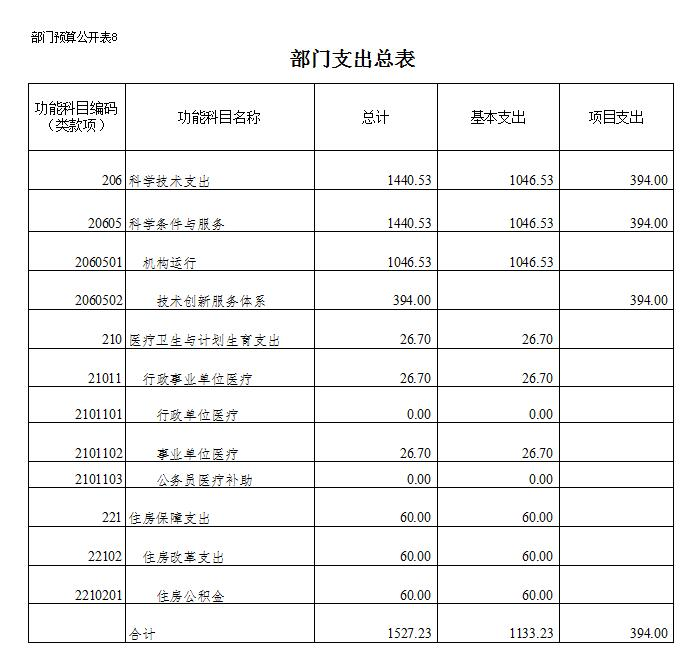 部门预算公开表8
部门支出总表
功能科目编码（类款项） 功能科目名称 总计 基本支出 项目支出
206 科学技术支出 1440.53 1046.53 394.00
20605 科学条件与服务 1440.53 1046.53 394.00
2060501 机构运行 1046.53 1046.53
2060502 技术创新服务体系 394.00 394.00
210 医疗卫生与计划生育支出 26.70 26.70
21011 行政事业单位医疗 26.70 26.70
2101101 行政单位医疗 0.00 0.00
2101102 事业单位医疗 26.70 26.70
2101103 公务员医疗补助 0.00 0.00
221 住房保障支出 60.00 60.00
22102 住房改革支出 60.00 60.00
2210201 住房公积金 60.00 60.00
合计 1527.23 1133.23 394.00